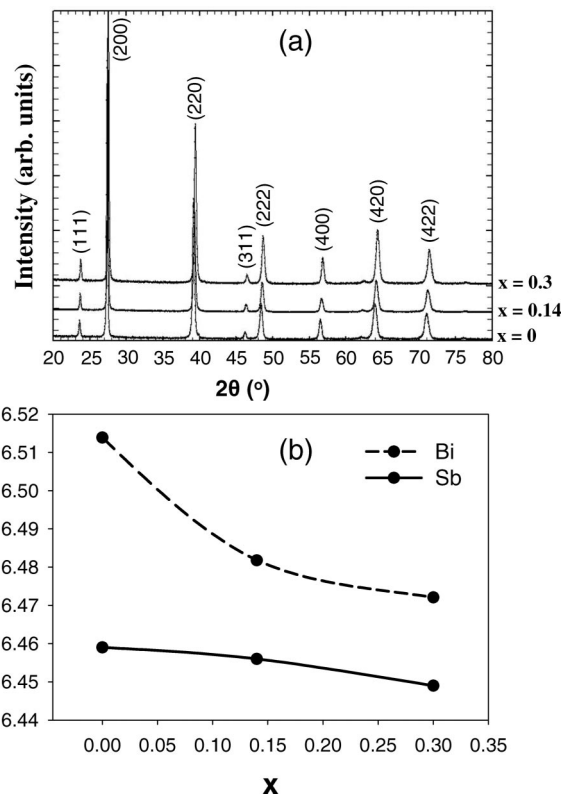 (a)
Intensity (arb. units)
(111)
(200)
(220)
(311)
(222)
(400)
(420)
(422)
x = 0.3
x = 0.14
x = 0
20 25 30 35 40 45 50 55 60 65 70 75 80
2θ (º)
(b)
Bi
Sb
6.52
6.51
6.50
6.49
6.48
6.47
6.46
6.45
6.44
0.00 0.05 0.10 0.15 0.20 0.25 0.30 0.35
x